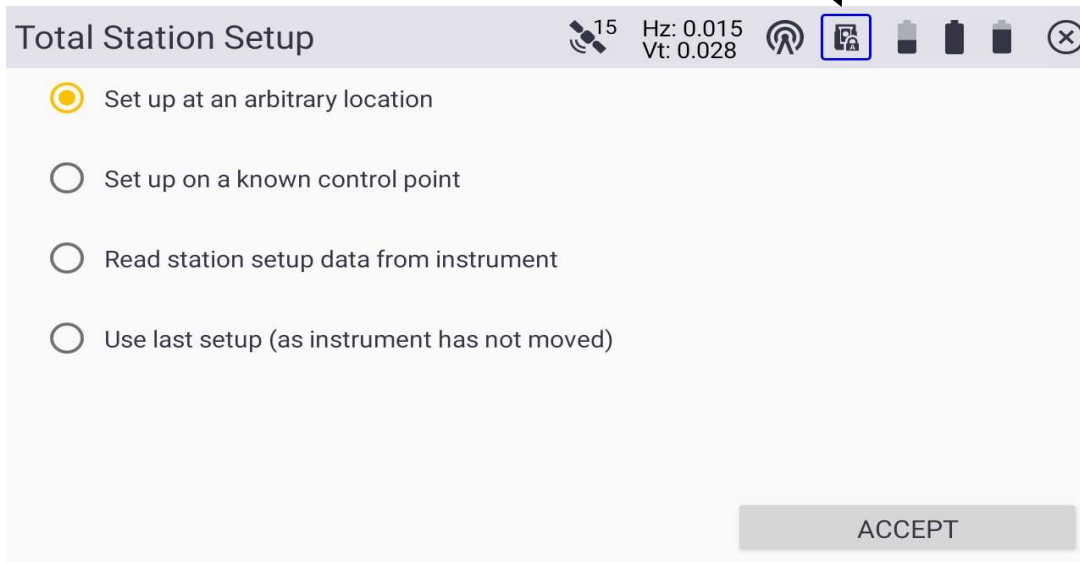 Total Station Setup
15
Hz: 0.015
Vt: 0.028
Set up at an arbitrary location
Set up on a known control point
Read station setup data from instrument
Use last setup (as instrument has not moved)
ACCEPT